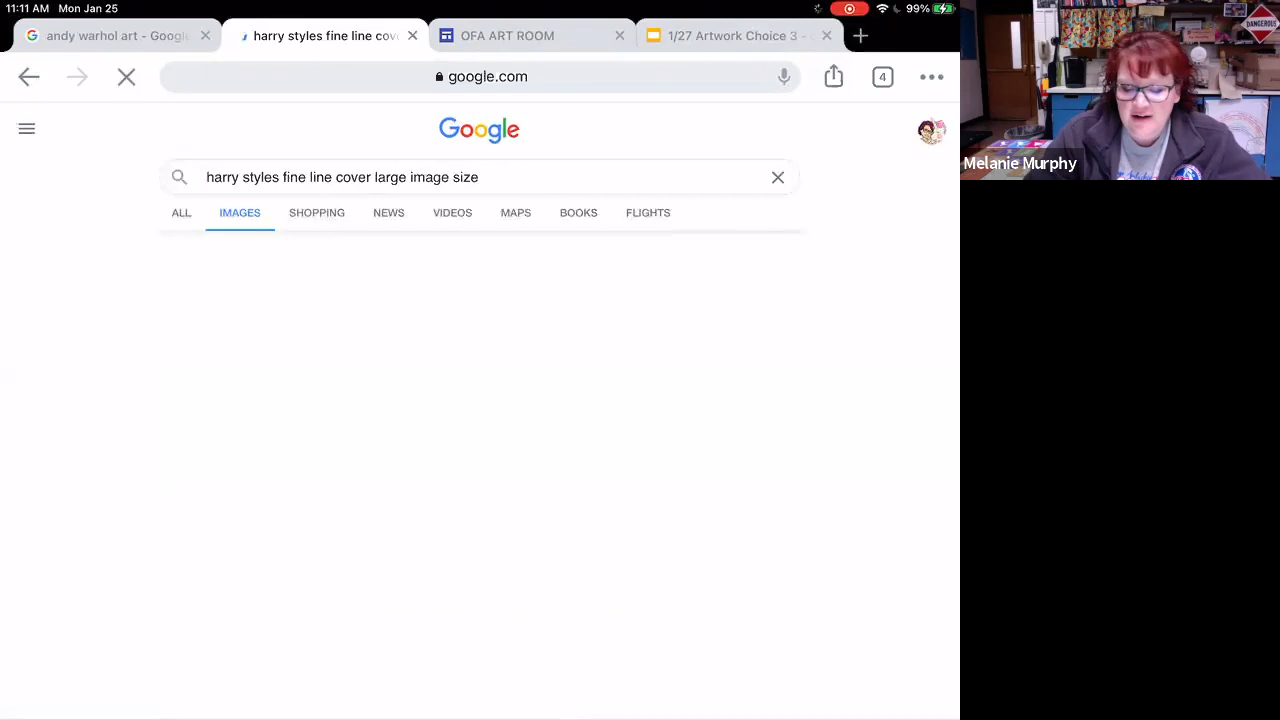 11:11 AM Mon Jan 25
99%
andy warhol art - Google
harry styles fine line cov
OFA ART ROOM
1/27 Artwork Choice 3 -
google.com
4
Google
harry styles fine line cover large image size
ALL IMAGES SHOPPING NEWS VIDEOS MAPS BOOKS FLIGHTS
DANGEROUS
Melanie Murphy